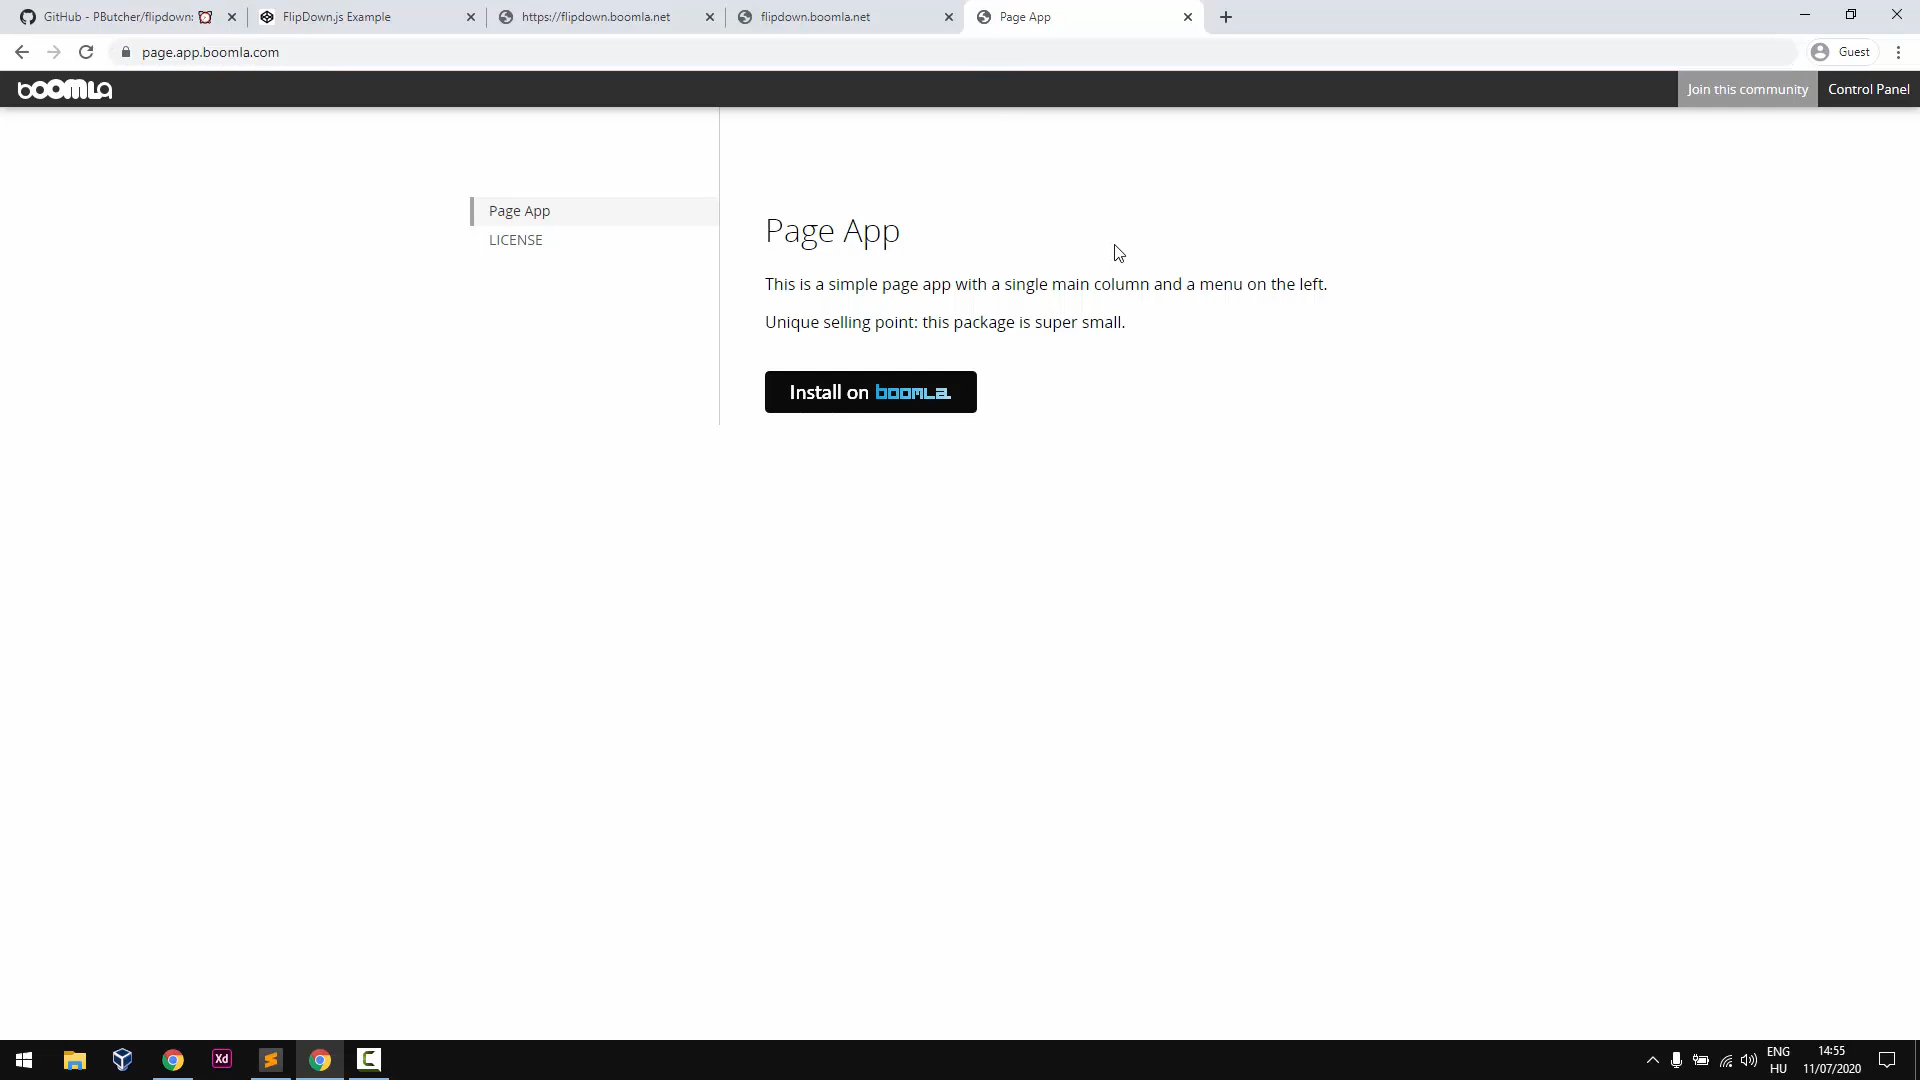 GitHub - PButcher/flipdown:
FlipDown.js Example
https://flipdown.boomla.net
flipdown.boomla.net
Page App
page.app.boomla.com
Guest
boomla
Join this community
Control Panel
Page App
LICENSE
Page App
This is a simple page app with a single main column and a menu on the left.
Unique selling point: this package is super small.
Install on boomla
Xd
ENG
HU
14:55
11/07/2020